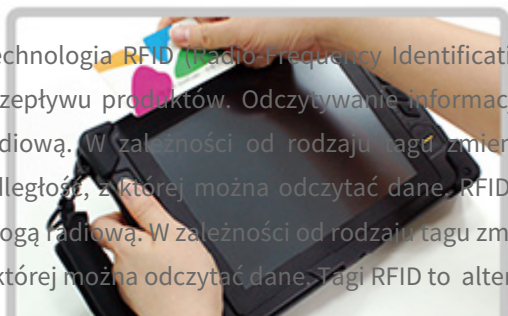 echnologia RFID (Radio-Frequency Identificati
zepływu produktów. Odczytywanie informac
diową. W zależności od rodzaju tagu zmien
dległość, z której można odczytać dane. RFID
ogą radiową. W zależności od rodzaju tagu zm
której można odczytać dane. Tagi RFID to alter